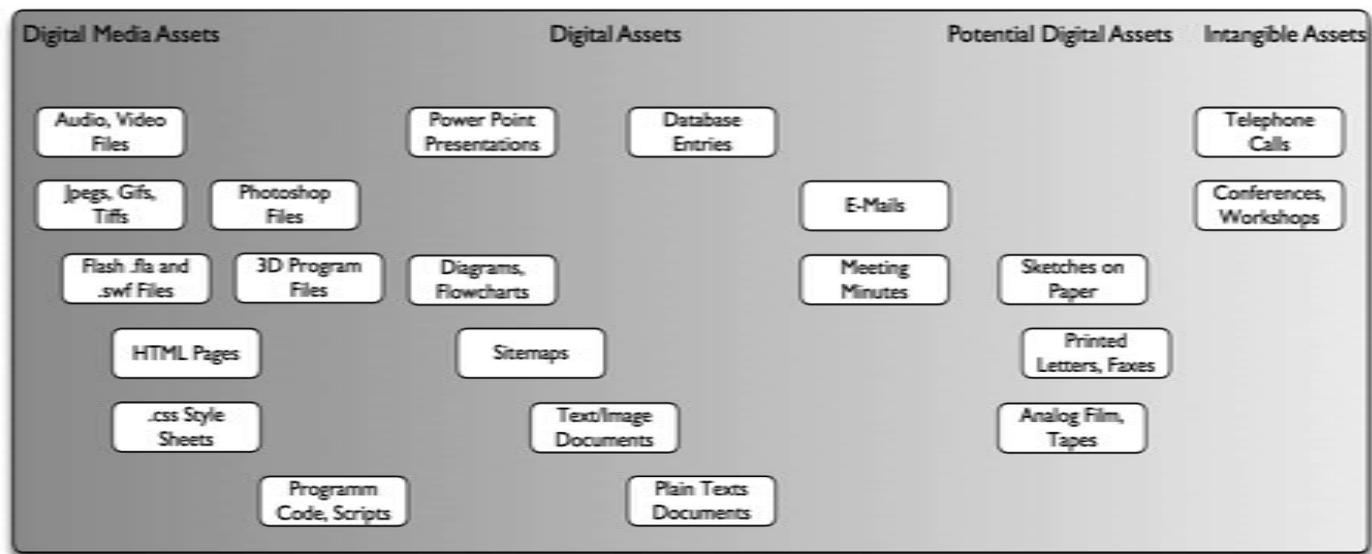 Digital Media Assets
Digital Assets
Potential Digital Assets
Intangible Assets
Audio, Video
Files
Power Point
Presentations
Database
Entries
Telephone
Calls
Jpegs, Gifs,
Tiffs
Photoshop
Files
E-Mails
Conferences,
Workshops
Flash .fla and
.swf Files
3D Program
Files
Diagrams,
Flowcharts
Meeting
Minutes
Sketches on
Paper
HTML Pages
Sitemaps
Printed
Letters, Faxes
.css Style
Sheets
Text/Image
Documents
Analog Film,
Tapes
Programm
Code, Scripts
Plain Texts
Documents